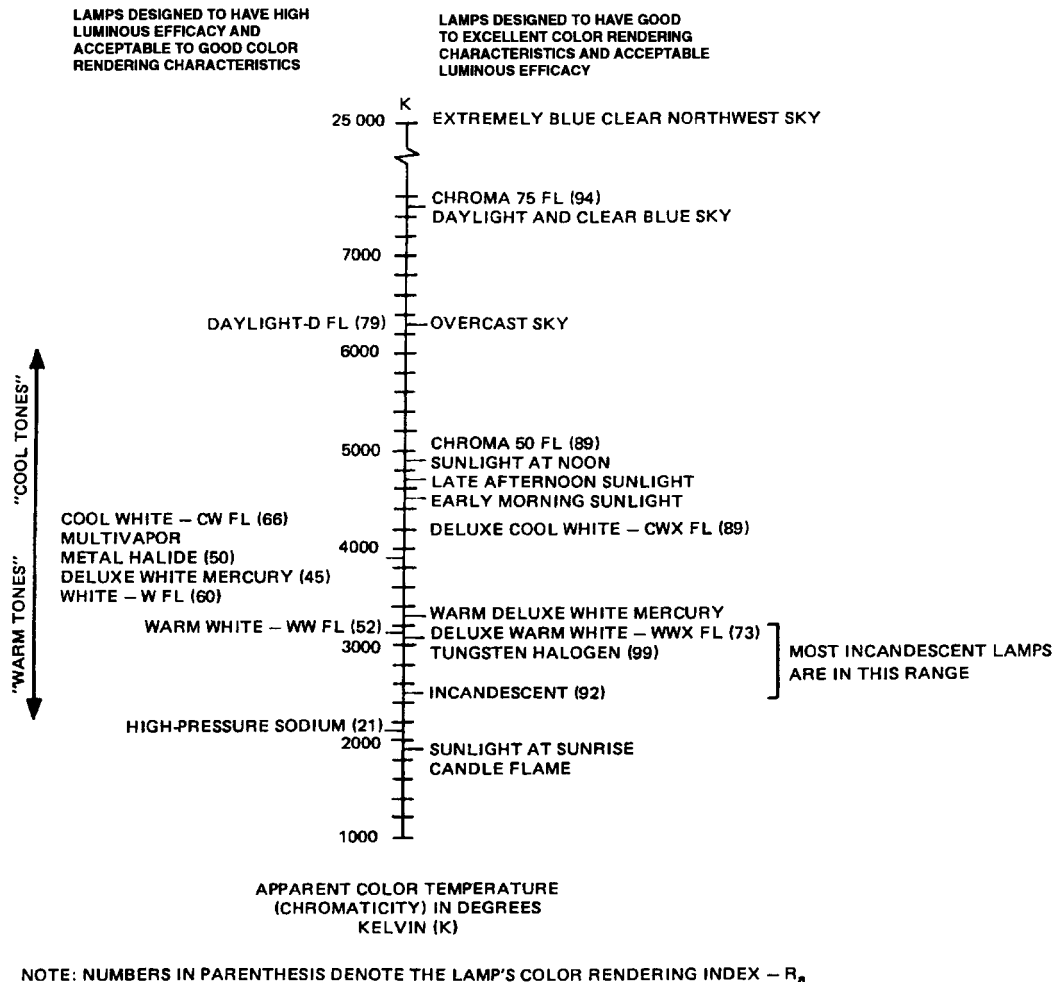 LAMPS DESIGNED TO HAVE HIGH
LUMINOUS EFFICACY AND
ACCEPTABLE TO GOOD COLOR
RENDERING CHARACTERISTICS
LAMPS DESIGNED TO HAVE GOOD
TO EXCELLENT COLOR RENDERING
CHARACTERISTICS AND ACCEPTABLE
LUMINOUS EFFICACY
K
25 000 EXTREMELY BLUE CLEAR NORTHWEST SKY
CHROMA 75 FL (94)
DAYLIGHT AND CLEAR BLUE SKY
7000
DAYLIGHT-D FL (79) OVERCAST SKY
6000
"COOL TONES"
5000 CHROMA 50 FL (89)
SUNLIGHT AT NOON
LATE AFTERNOON SUNLIGHT
EARLY MORNING SUNLIGHT
COOL WHITE – CW FL (66)
MULTIVAPOR
METAL HALIDE (50)
DELUXE WHITE MERCURY (45)
WHITE – W FL (60)
DELUXE COOL WHITE – CWX FL (89)
4000
"WARM TONES"
WARM DELUXE WHITE MERCURY
WARM WHITE – WW FL (52) DELUXE WARM WHITE – WWX FL (73)
3000 TUNGSTEN HALOGEN (99)
MOST INCANDESCENT LAMPS
ARE IN THIS RANGE
INCANDESCENT (92)
HIGH-PRESSURE SODIUM (21)
2000 SUNLIGHT AT SUNRISE
CANDLE FLAME
1000
APPARENT COLOR TEMPERATURE
(CHROMATICITY) IN DEGREES
KELVIN (K)
NOTE: NUMBERS IN PARENTHESIS DENOTE THE LAMP'S COLOR RENDERING INDEX – Ra